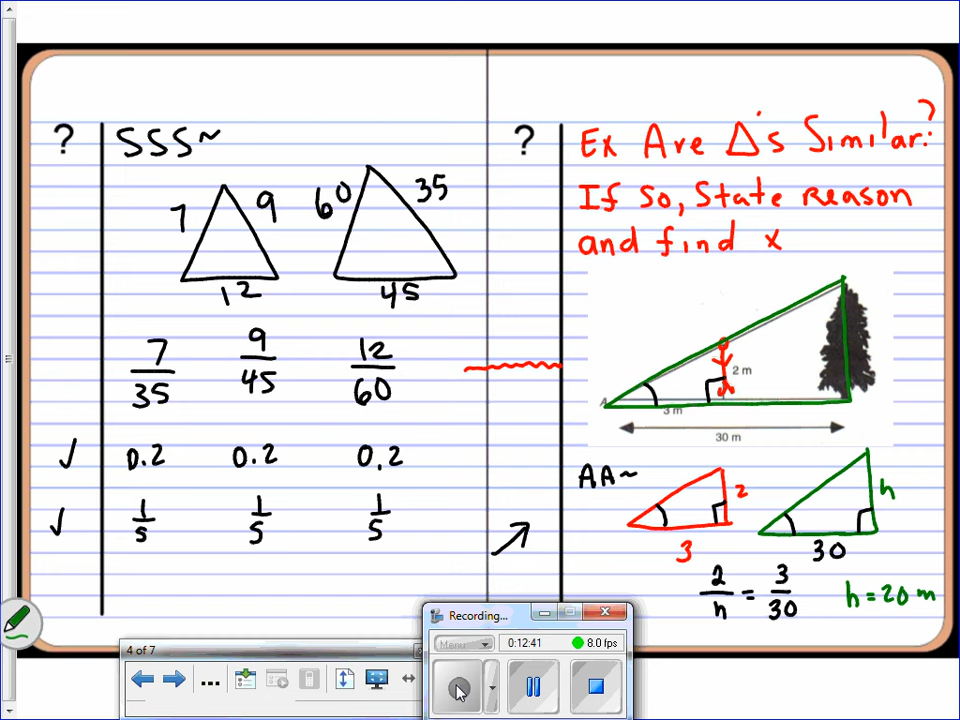 ?
SSS~
7 9 60 35
12 45
7/35 9/45 12/60
✓ 0.2 0.2 0.2
✓ 1/5 1/5 1/5
?
Ex Are Δ's Similar?
If So, State reason
and find x
2 m
A
3 m
30 m
AA~
2 h
3 30
2/h = 3/30 h = 20 m
4 of 7
...
Recording...
Menu 0:12:41 8.0 fps